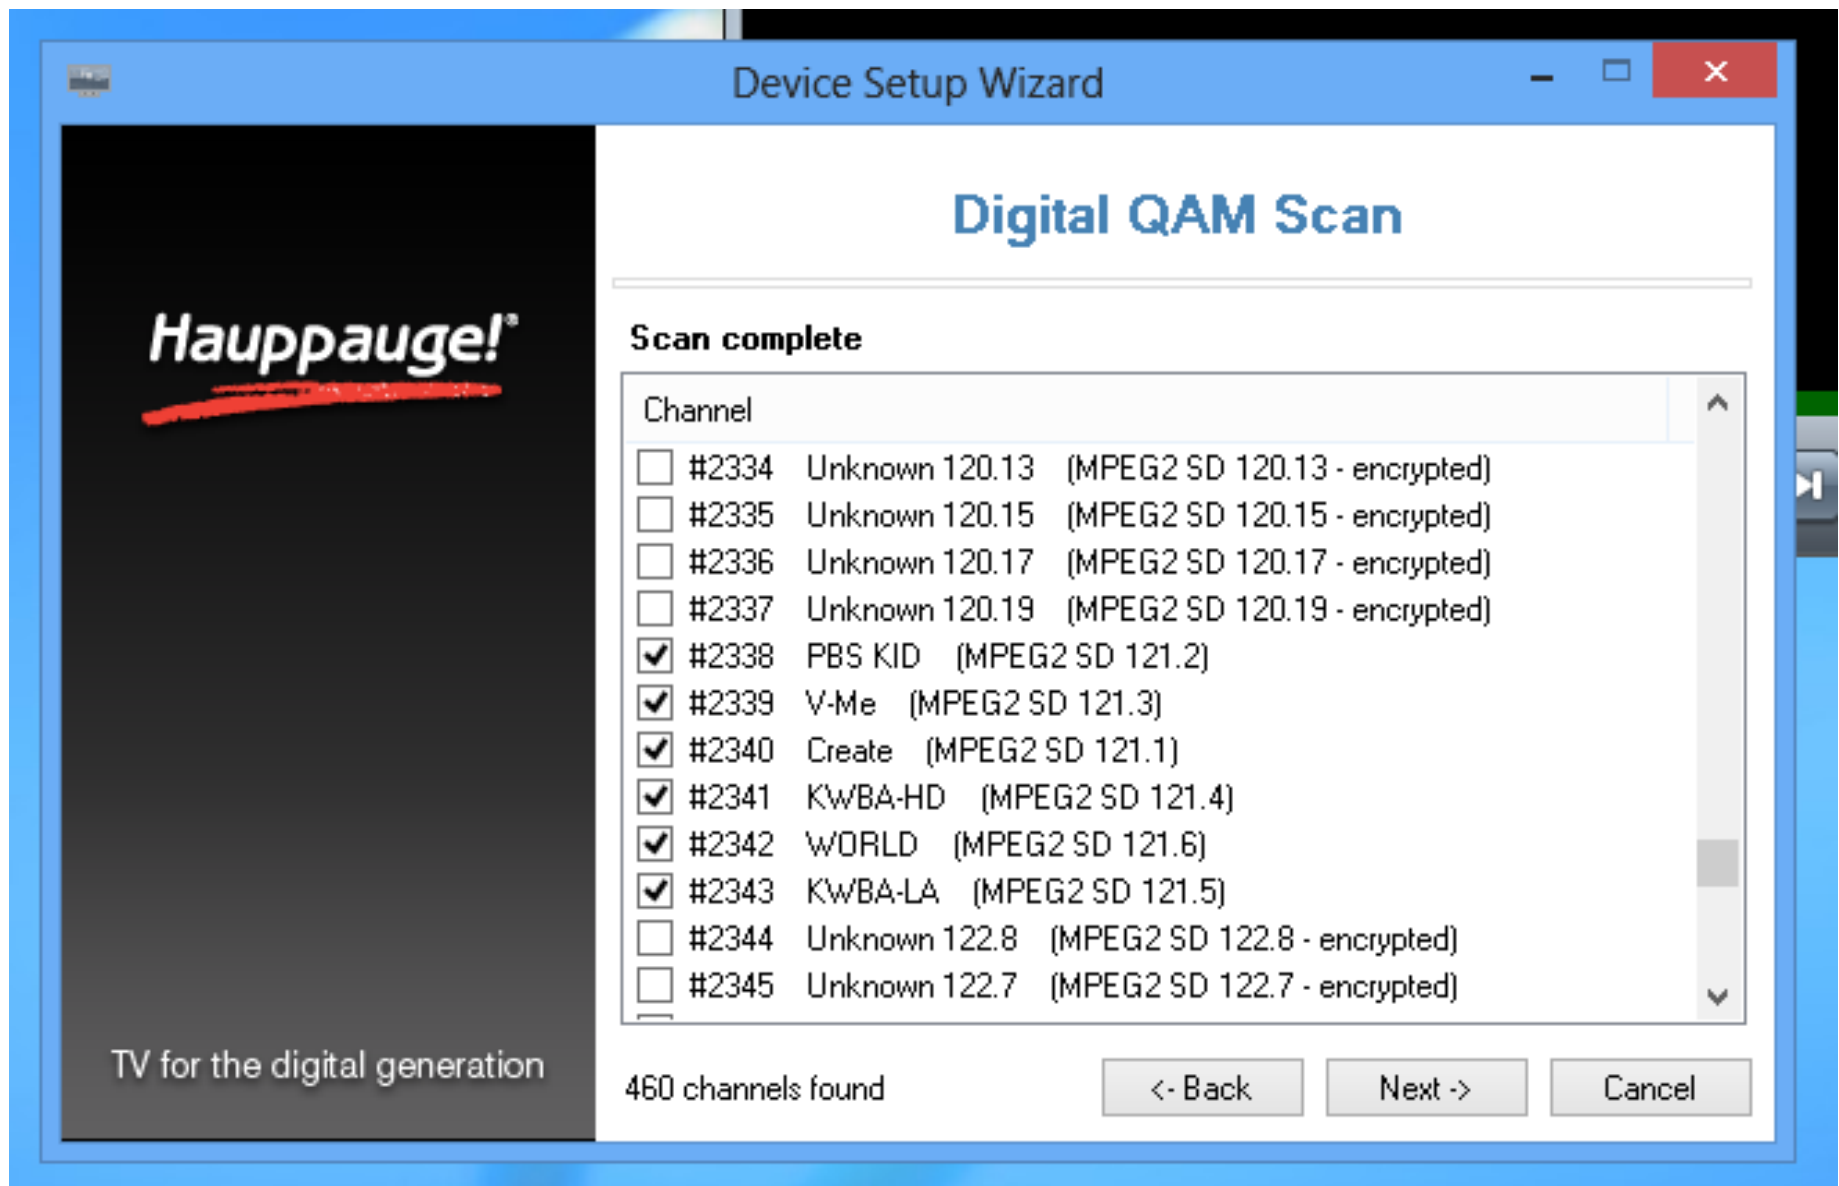 Device Setup Wizard
Hauppauge!®
TV for the digital generation
Digital QAM Scan
Scan complete
Channel
#2334 Unknown 120.13 (MPEG2 SD 120.13 - encrypted)
#2335 Unknown 120.15 (MPEG2 SD 120.15 - encrypted)
#2336 Unknown 120.17 (MPEG2 SD 120.17 - encrypted)
#2337 Unknown 120.19 (MPEG2 SD 120.19 - encrypted)
#2338 PBS KID (MPEG2 SD 121.2)
#2339 V-Me (MPEG2 SD 121.3)
#2340 Create (MPEG2 SD 121.1)
#2341 KWBA-HD (MPEG2 SD 121.4)
#2342 WORLD (MPEG2 SD 121.6)
#2343 KWBA-LA (MPEG2 SD 121.5)
#2344 Unknown 122.8 (MPEG2 SD 122.8 - encrypted)
#2345 Unknown 122.7 (MPEG2 SD 122.7 - encrypted)
460 channels found
<- Back
Next ->
Cancel